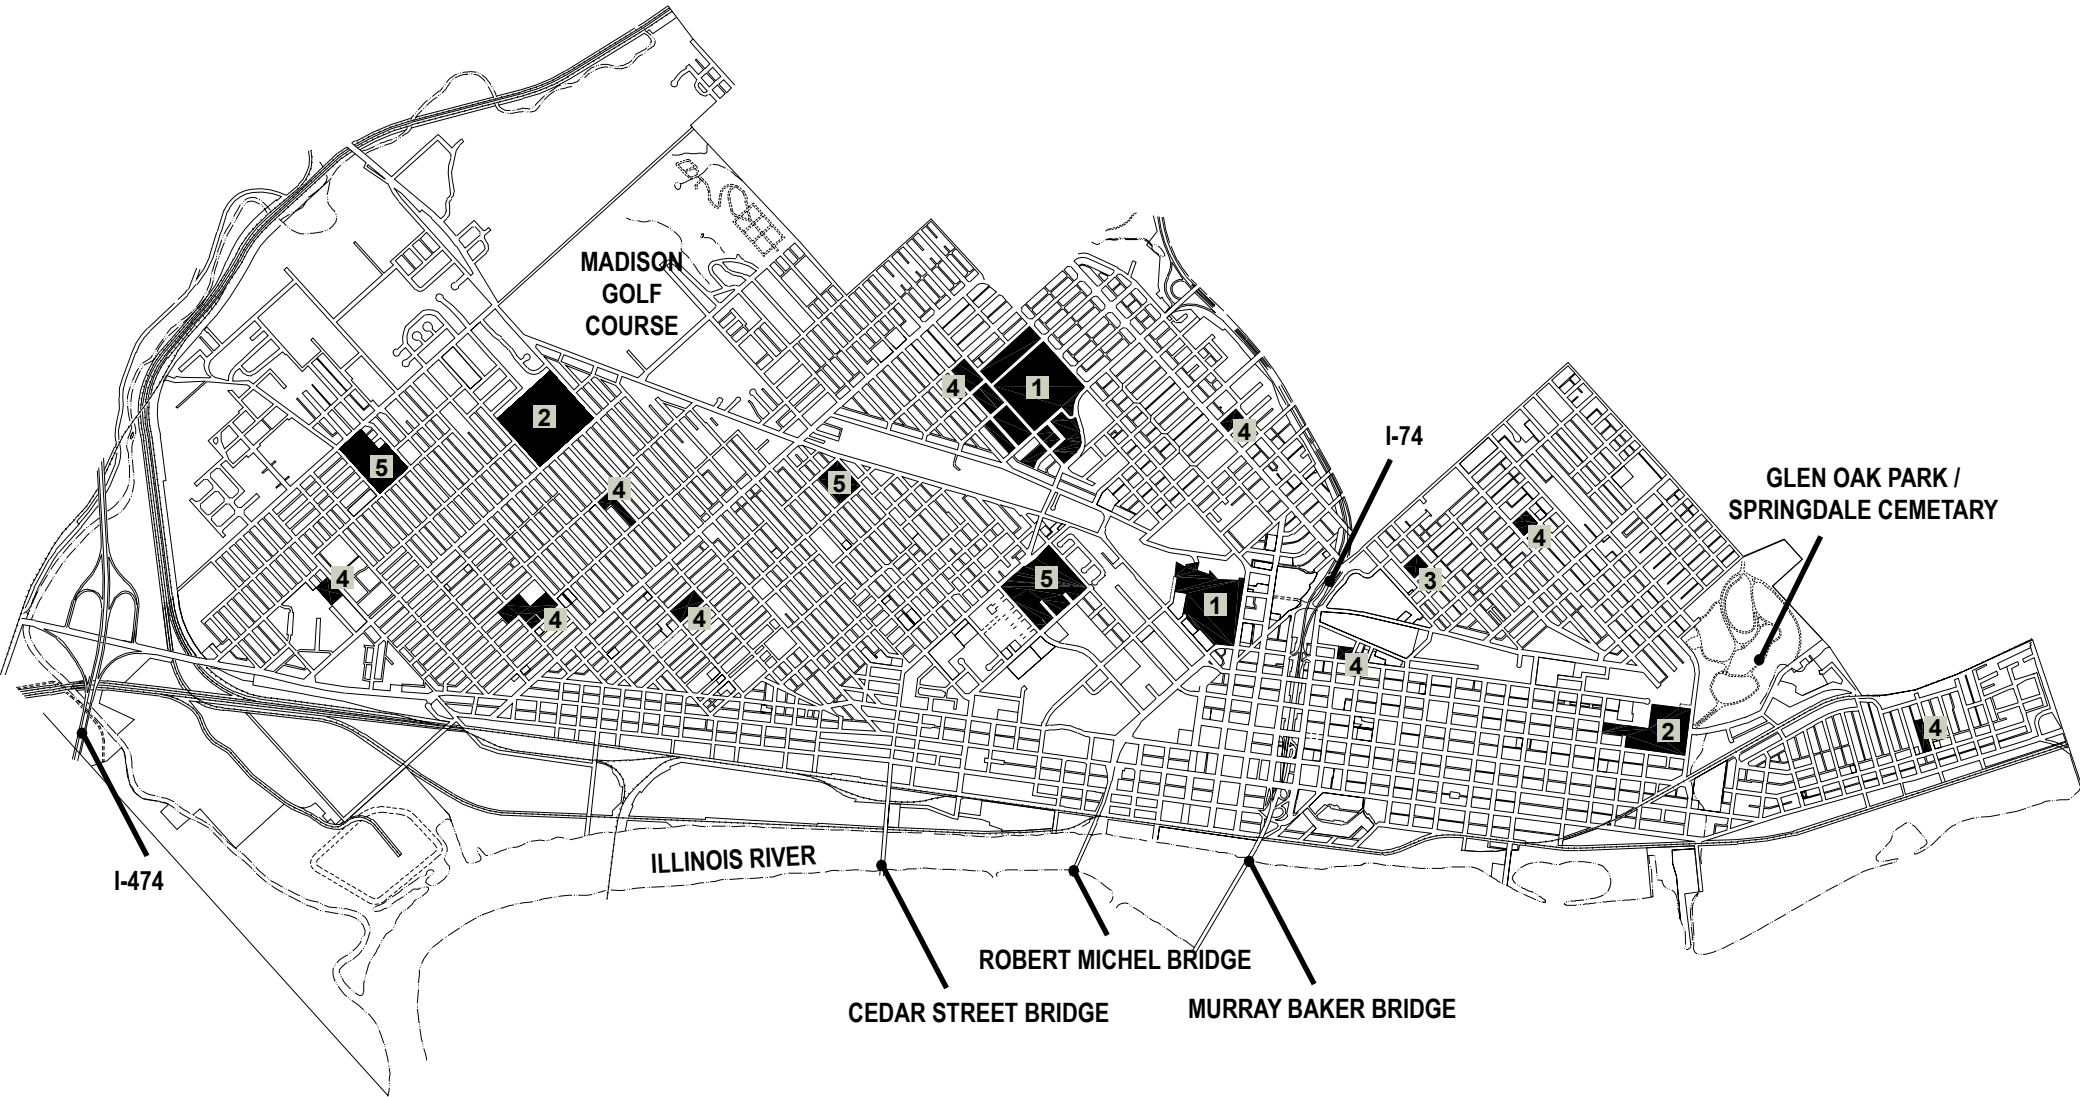 MADISON
GOLF
COURSE
4
1
2
4
I-74
5
GLEN OAK PARK /
SPRINGDALE CEMETARY
5
4
4
5
4
3
1
4
4
4
4
2
4
ILLINOIS RIVER
I-474
ROBERT MICHEL BRIDGE
CEDAR STREET BRIDGE
MURRAY BAKER BRIDGE